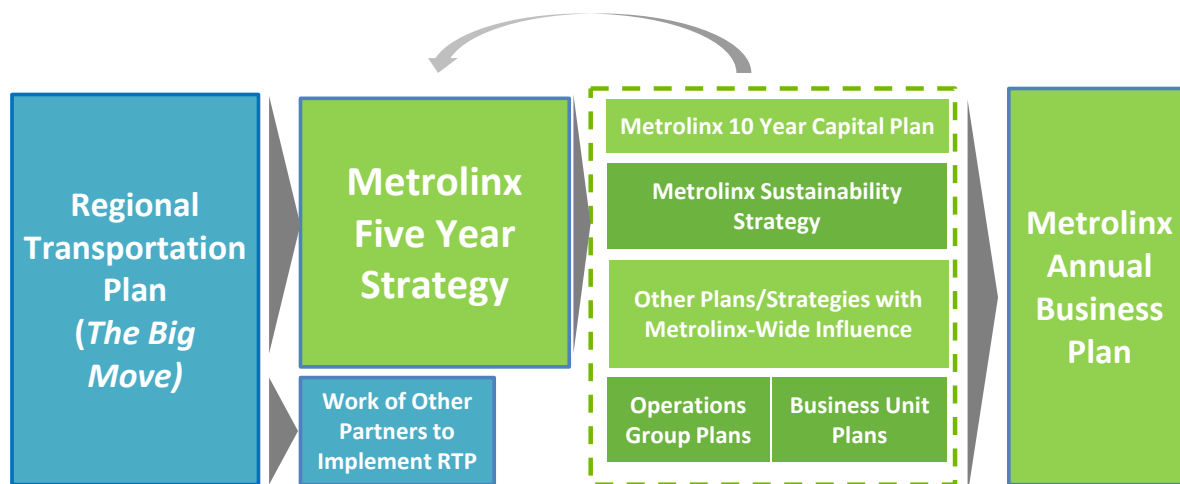 Regional
Transportation
Plan
(The Big
Move)
Metrolinx
Five Year
Strategy
Work of Other
Partners to
Implement RTP
Metrolinx 10 Year Capital Plan
Metrolinx Sustainability
Strategy
Other Plans/Strategies with
Metrolinx-Wide Influence
Operations
Group Plans
Business Unit
Plans
Metrolinx
Annual
Business
Plan